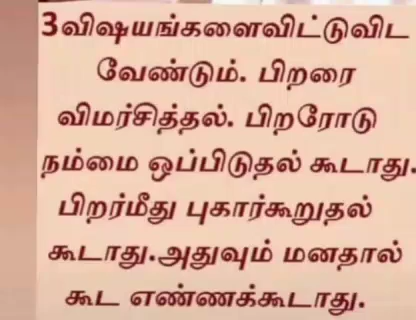 3விஷயங்களைவிட்டுவிட
வேண்டும். பிறரை
விமர்சித்தல். பிறரோடு
நம்மை ஒப்பிடுதல் கூடாது.
பிறர்மீது புகார்கூறுதல்
கூடாது.அதுவும் மனதால்
கூட எண்ணக்கூடாது.